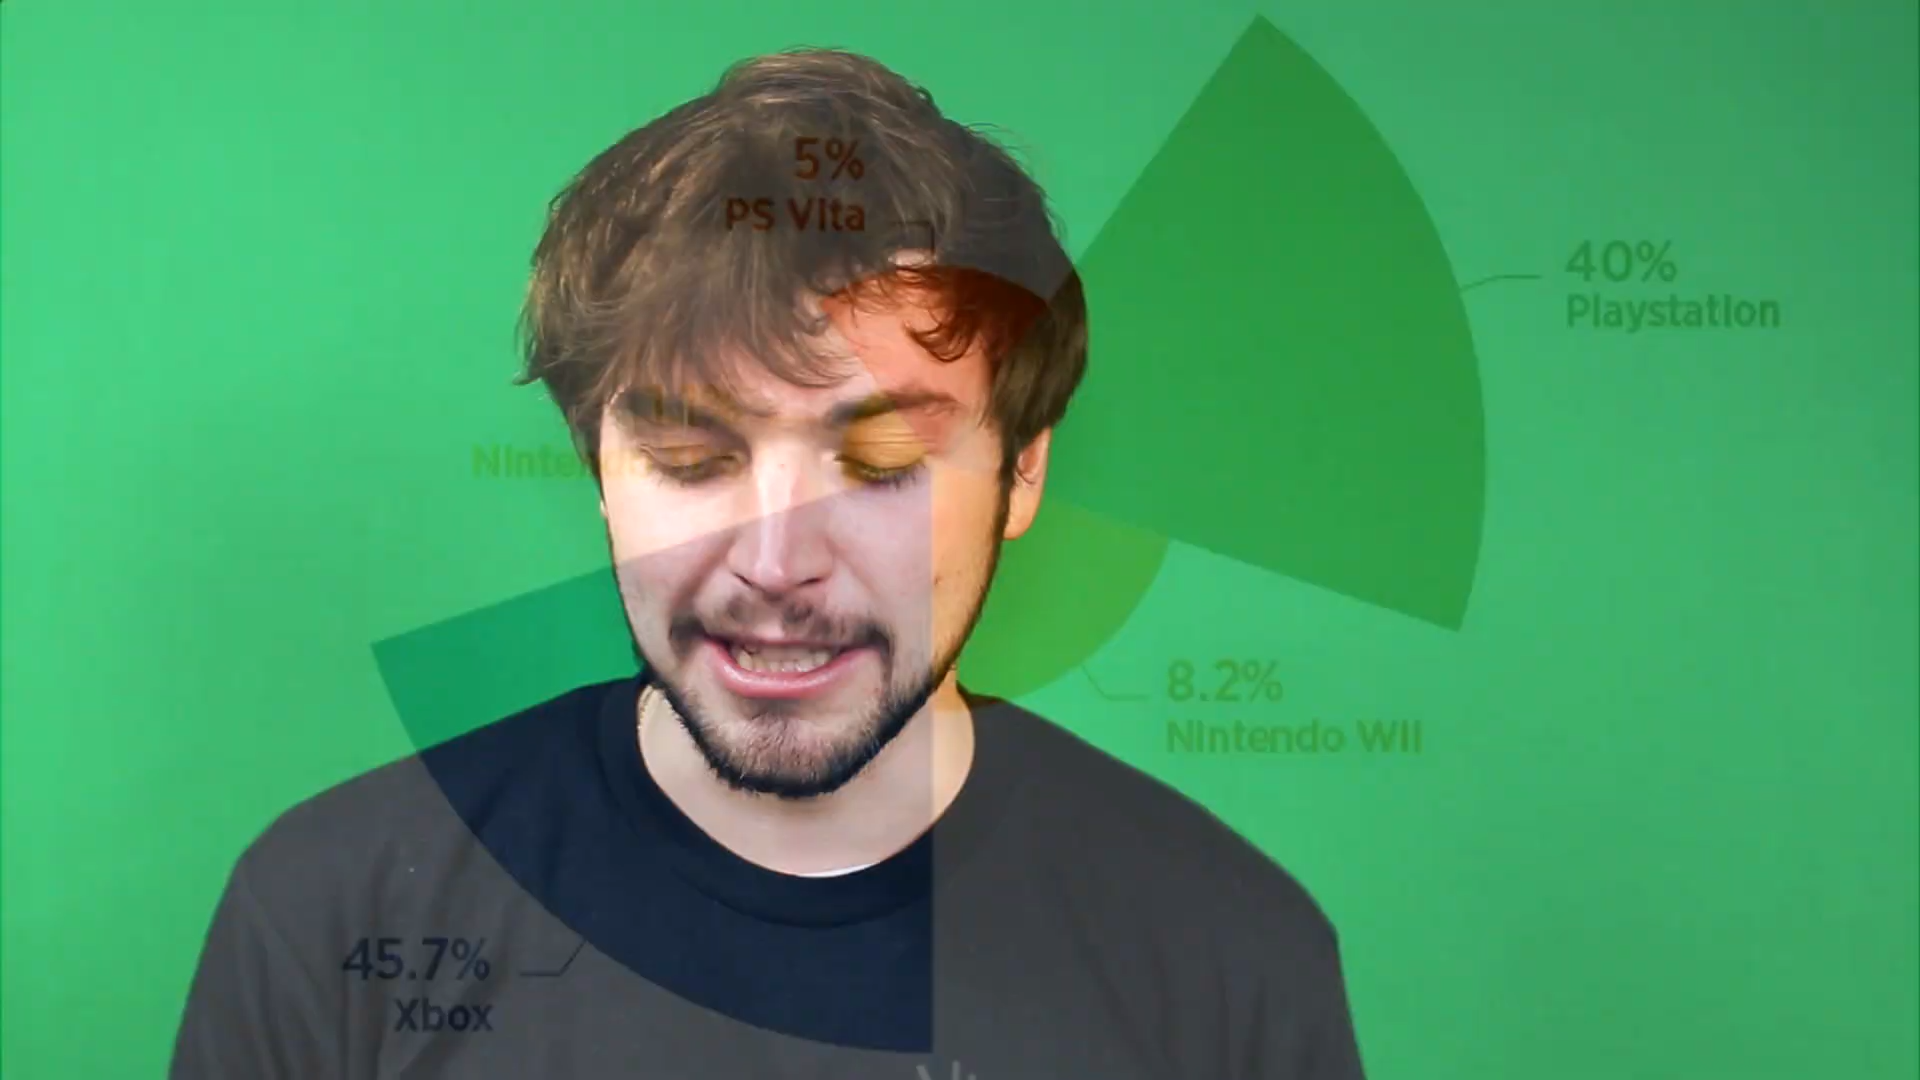 5%
PS Vita
40%
Playstation
8.2%
Nintendo Wii
45.7%
Xbox